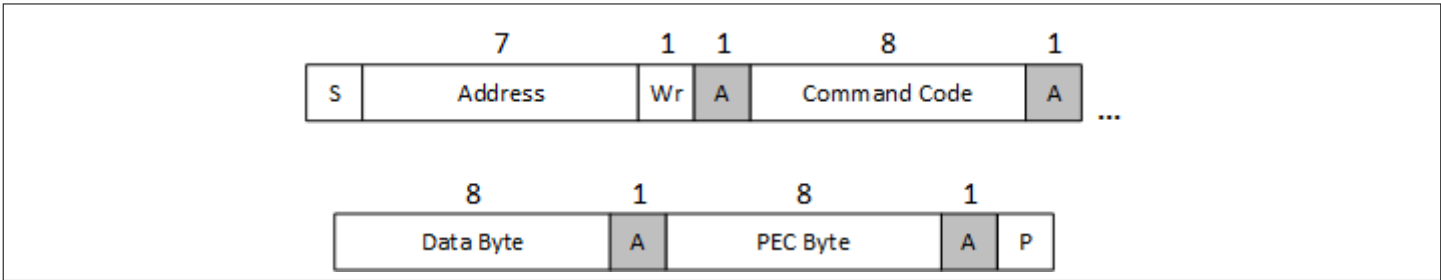 7 1 1 8 1
S Address Wr A Command Code A ...
8 1 8 1
Data Byte A PEC Byte A P